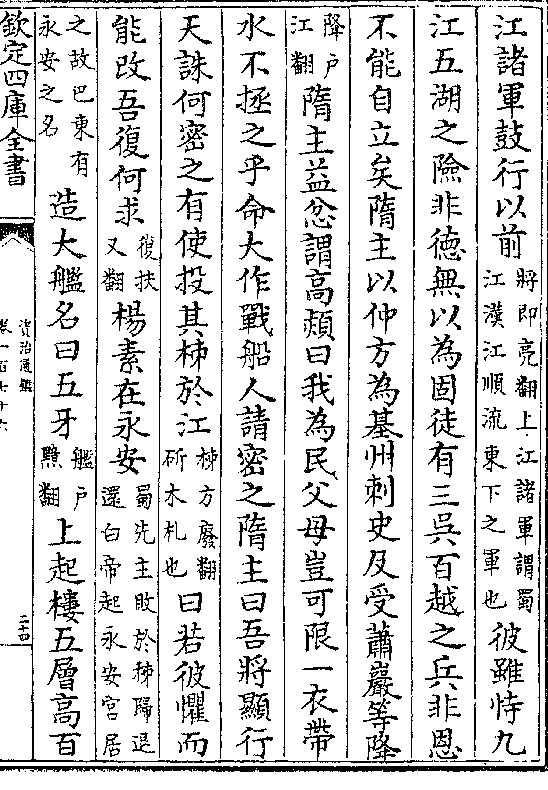 江諸軍鼓行以前將即亮翻上江諸軍謂蜀江漢江順流東下之軍也彼雖恃九
江五湖之險非德無以為固徒有三吳百越之兵非恩
不能自立矣隋主以仲方為基州刺史及受蕭巖等降
降户江翻隋主益忿謂高熲曰我為民父母豈可限一衣帶
水不拯之乎命大作戰船人請密之隋主曰吾將顯行
天誅何密之有使投其柹於江柹方廢翻斫木札也曰若彼懼而
能改吾復何求復扶又翻楊素在永安蜀先主敗於秭歸退還白帝起永安宫居
之故巴東有永安之名造大艦名曰五牙艦户黤翻上起樓五層高百
欽定四庫全書
資治通鑑
卷一百七十六
二十四